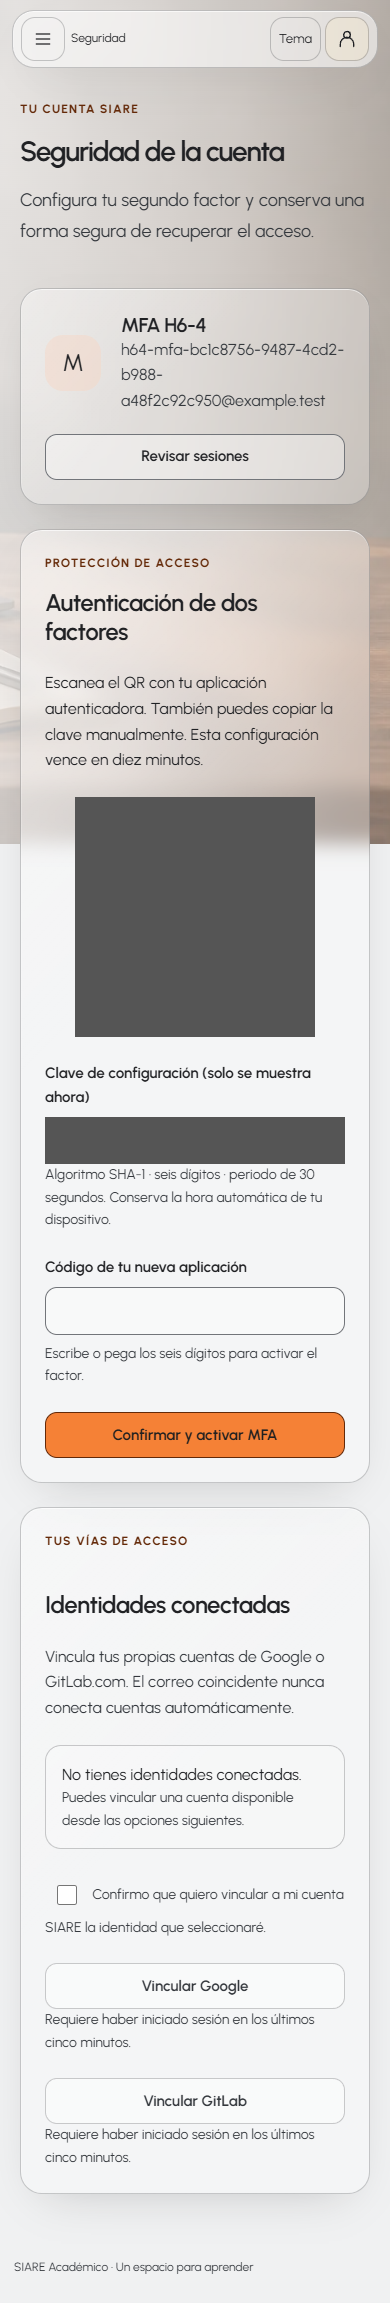 Seguridad
Tema
TU CUENTA SIARE
Seguridad de la cuenta
Configura tu segundo factor y conserva una
forma segura de recuperar el acceso.
M
MFA H6-4
h64-mfa-bc1c8756-9487-4cd2-
b988-
a48f2c92c950@example.test
Revisar sesiones
PROTECCIÓN DE ACCESO
Autenticación de dos
factores
Escanea el QR con tu aplicación
autenticadora. También puedes copiar la
clave manualmente. Esta configuración
vence en diez minutos.
Clave de configuración (solo se muestra
ahora)
Algoritmo SHA-1 · seis dígitos · periodo de 30
segundos. Conserva la hora automática de tu
dispositivo.
Código de tu nueva aplicación
Escribe o pega los seis dígitos para activar el
factor.
Confirmar y activar MFA
TUS VÍAS DE ACCESO
Identidades conectadas
Vincula tus propias cuentas de Google o
GitLab.com. El correo coincidente nunca
conecta cuentas automáticamente.
No tienes identidades conectadas.
Puedes vincular una cuenta disponible
desde las opciones siguientes.
Confirmo que quiero vincular a mi cuenta
SIARE la identidad que seleccionaré.
Vincular Google
Requiere haber iniciado sesión en los últimos
cinco minutos.
Vincular GitLab
Requiere haber iniciado sesión en los últimos
cinco minutos.
SIARE Académico · Un espacio para aprender